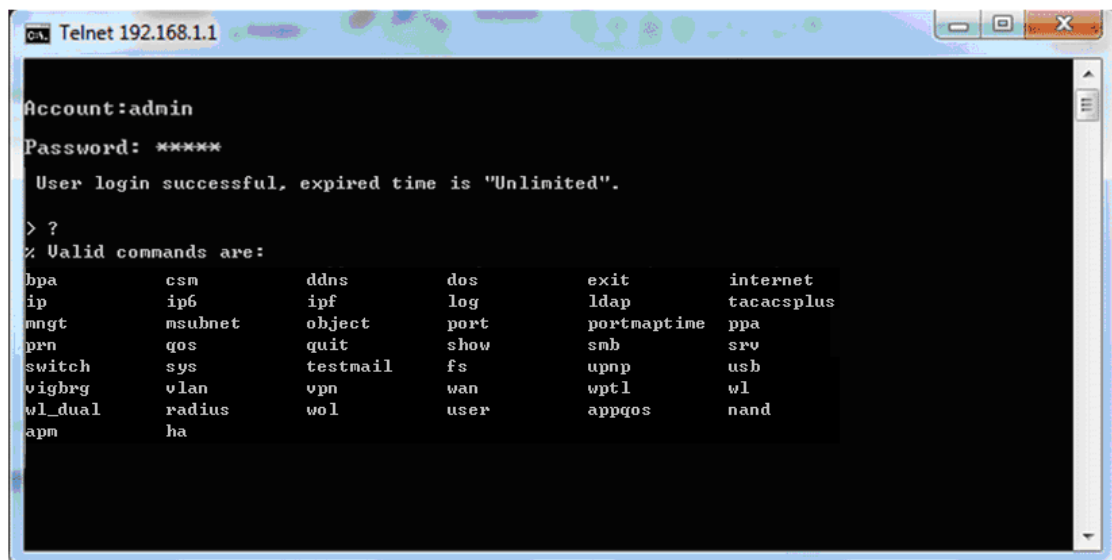 Telnet 192.168.1.1
Account:admin
Password: *****
User login successful, expired time is "Unlimited".
> ?
% Valid commands are:
bpa csm ddns dos exit internet
ip ip6 ipf log ldap tacacsplus
mngt msubnet object port portmaptime ppa
prn qos quit show smb srv
switch sys testmail fs upnp usb
vigbrg vlan vpn wan wptl wl
wl_dual radius wol user appqos nand
apm ha